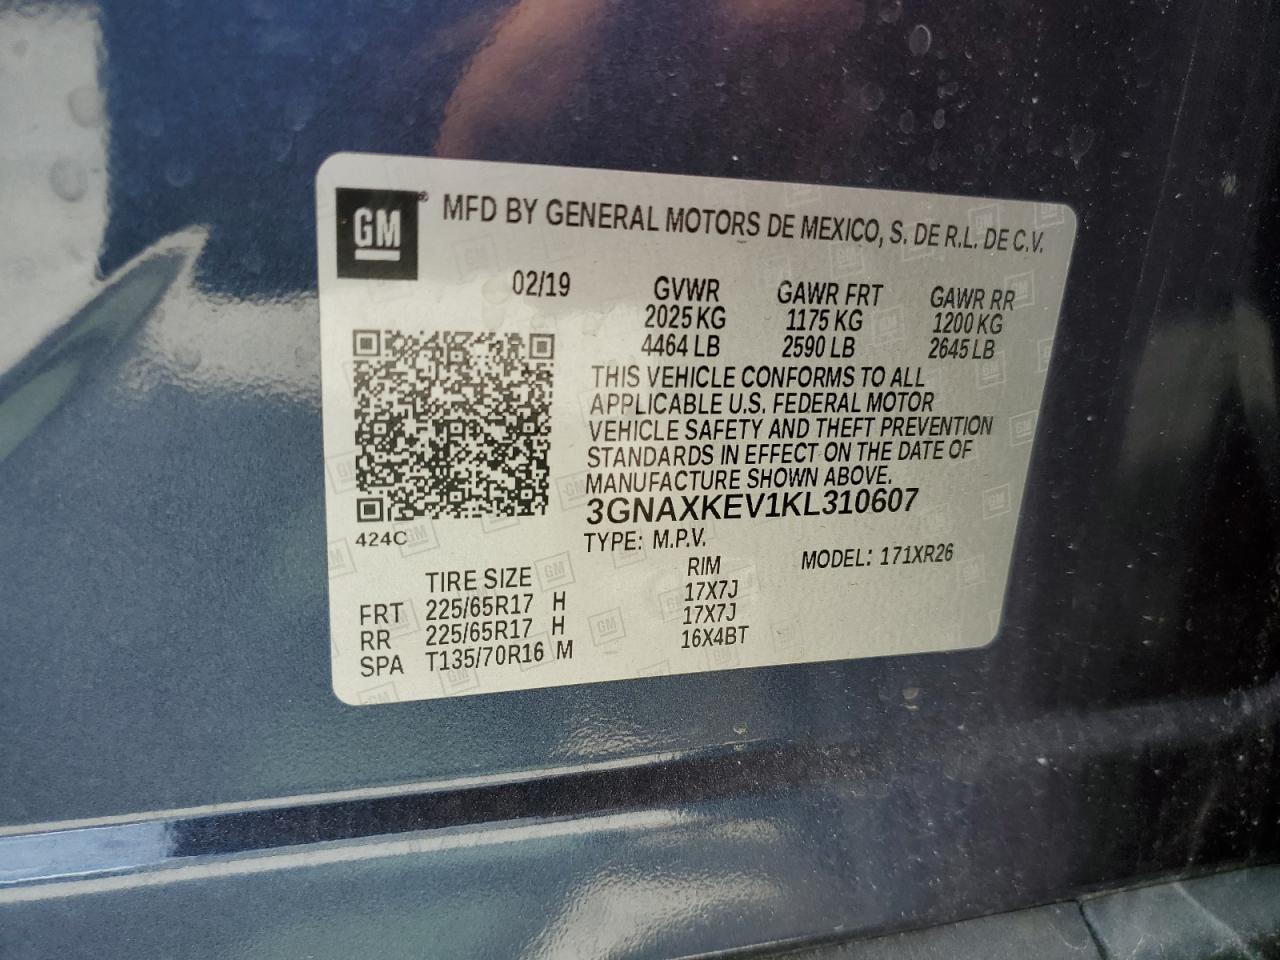 GM® MFD BY GENERAL MOTORS DE MEXICO, S. DE R.L. DE C.V.
02/19 GVWR GAWR FRT GAWR RR
2025 KG 1175 KG 1200 KG
4464 LB 2590 LB 2645 LB
THIS VEHICLE CONFORMS TO ALL
APPLICABLE U.S. FEDERAL MOTOR
VEHICLE SAFETY AND THEFT PREVENTION
STANDARDS IN EFFECT ON THE DATE OF
MANUFACTURE SHOWN ABOVE.
3GNAXKEV1KL310607
424C
TYPE: M.P.V. MODEL: 171XR26
TIRE SIZE RIM
FRT 225/65R17 H 17X7J
RR 225/65R17 H 17X7J
SPA T135/70R16 M 16X4BT